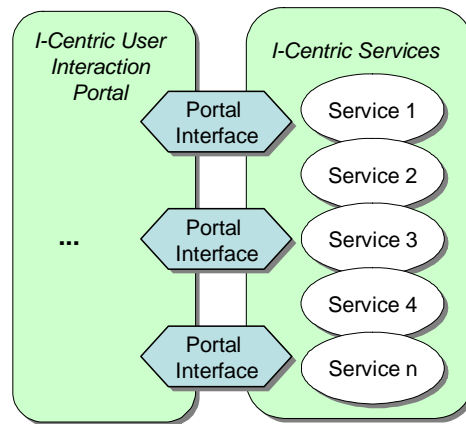 I-Centric User
Interaction
Portal
...
Portal
Interface
Portal
Interface
Portal
Interface
I-Centric Services
Service 1
Service 2
Service 3
Service 4
Service n